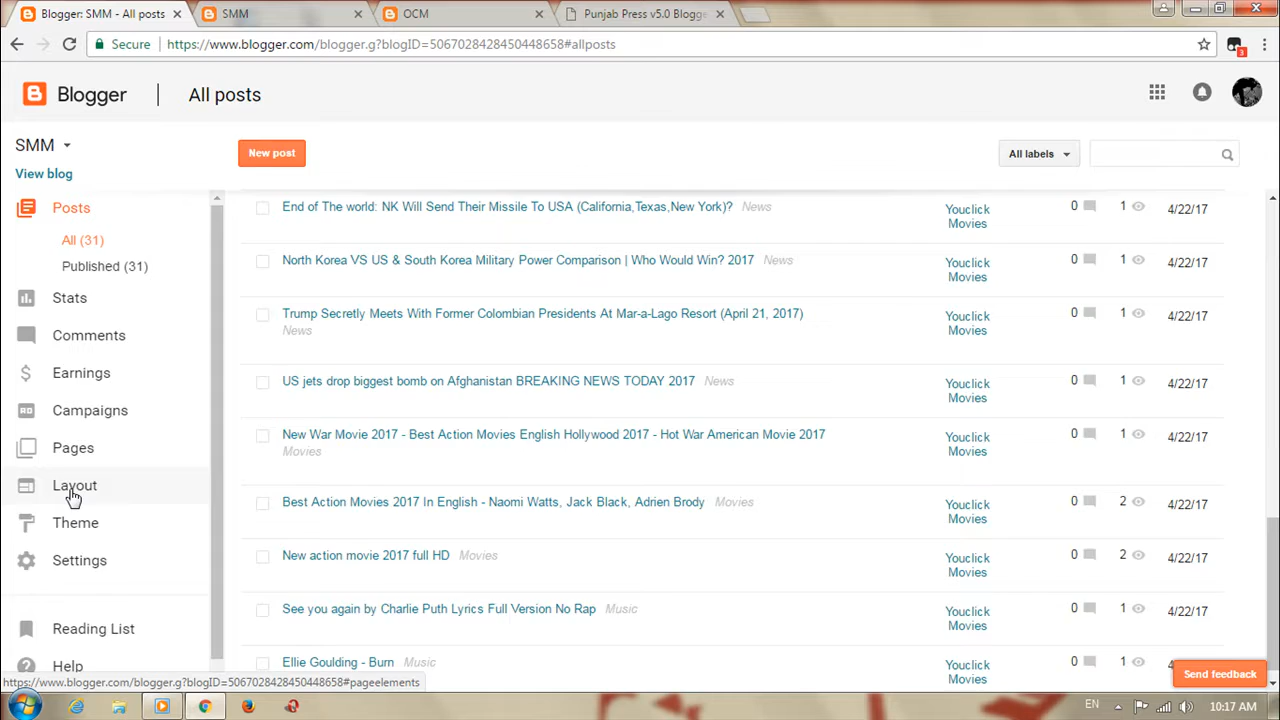 Blogger: SMM - All posts
SMM
OCM
Punjab Press v5.0 Blogge
Secure
https://www.blogger.com/blogger.g?blogID=5067028428450448658#allposts
3
Blogger
All posts
SMM
View blog
New post
All labels
Posts
All (31)
Published (31)
Stats
Comments
Earnings
Campaigns
Pages
Layout
Theme
Settings
Reading List
Help
End of The world: NK Will Send Their Missile To USA (California,Texas,New York)? News
Youclick
Movies
0 1 4/22/17
North Korea VS US & South Korea Military Power Comparison | Who Would Win? 2017 News
Youclick
Movies
0 1 4/22/17
Trump Secretly Meets With Former Colombian Presidents At Mar-a-Lago Resort (April 21, 2017)
News
Youclick
Movies
0 1 4/22/17
US jets drop biggest bomb on Afghanistan BREAKING NEWS TODAY 2017 News
Youclick
Movies
0 1 4/22/17
New War Movie 2017 - Best Action Movies English Hollywood 2017 - Hot War American Movie 2017
Movies
Youclick
Movies
0 1 4/22/17
Best Action Movies 2017 In English - Naomi Watts, Jack Black, Adrien Brody Movies
Youclick
Movies
0 2 4/22/17
New action movie 2017 full HD Movies
Youclick
Movies
0 2 4/22/17
See you again by Charlie Puth Lyrics Full Version No Rap Music
Youclick
Movies
0 1 4/22/17
Ellie Goulding - Burn Music
Youclick
Movies
0 1
Send feedback
https://www.blogger.com/blogger.g?blogID=5067028428450448658#pageelements
EN
10:17 AM